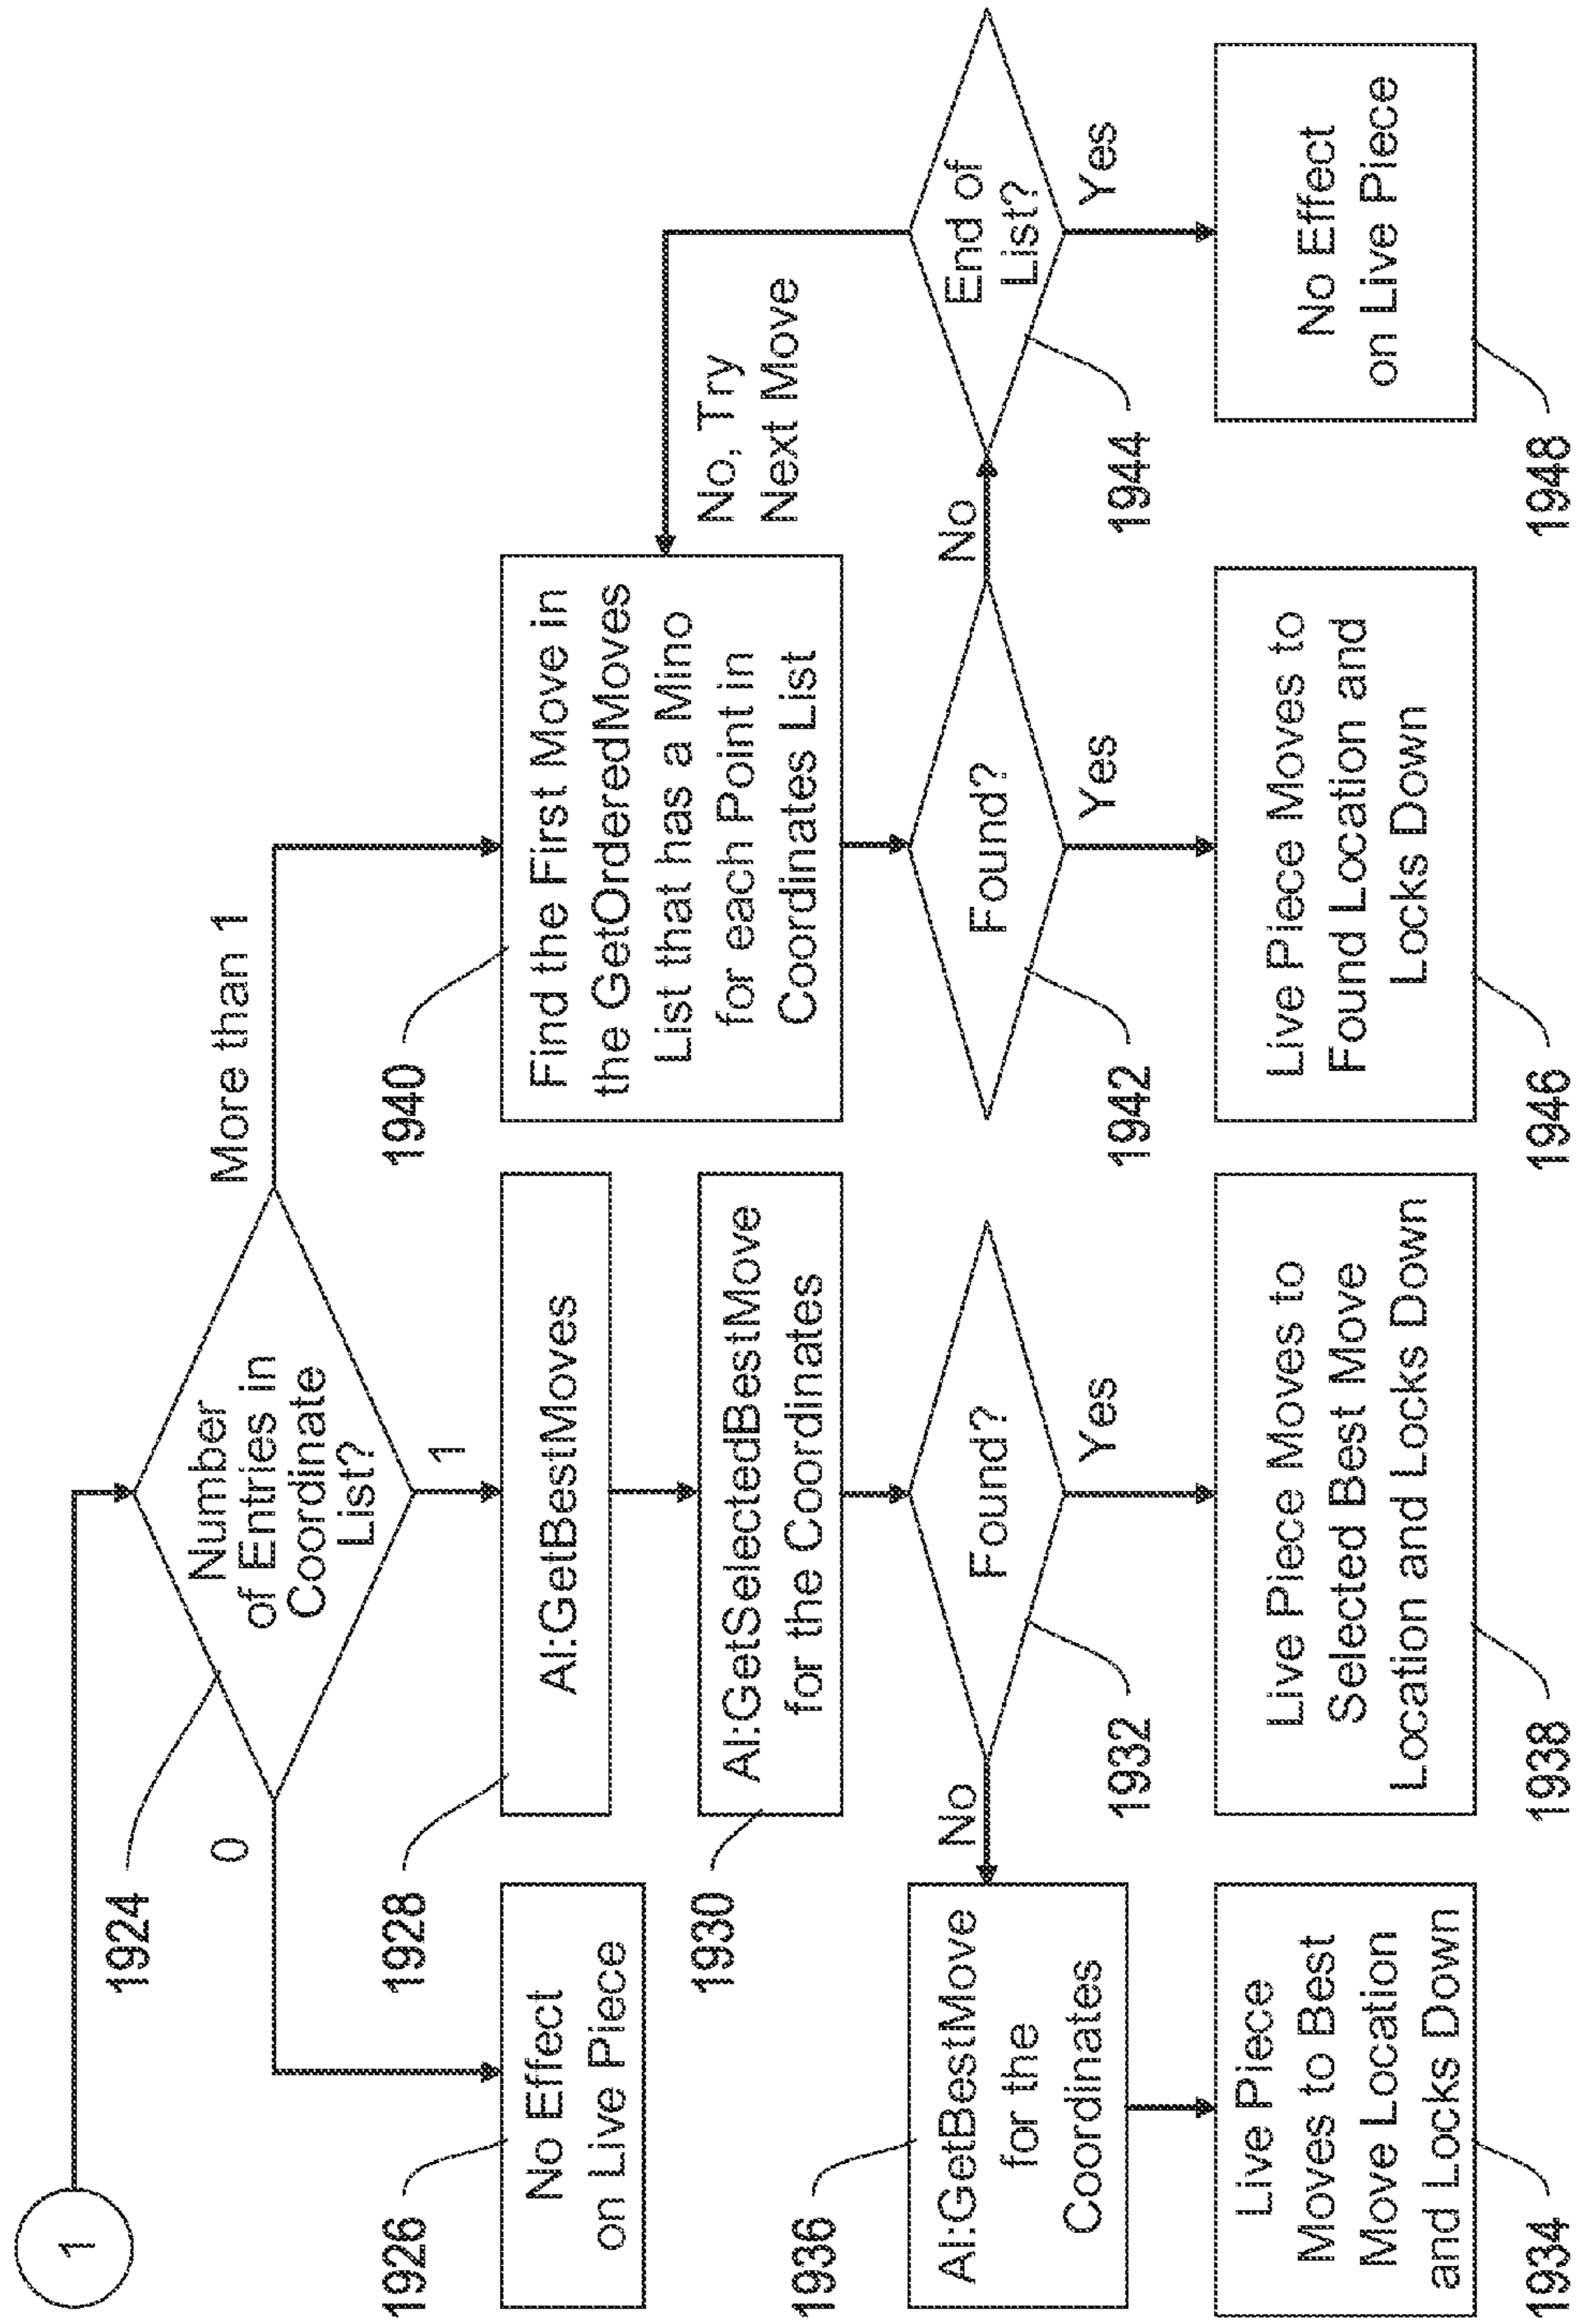 1
1924
Number
of Entries in
Coordinate
List?
0
1
More than 1
1926
No Effect
on Live Piece
1928
AI:GetBestMoves
1930
AI:GetSelectedBestMove
for the Coordinates
1932
Found?
No
Yes
1936
AI:GetBestMove
for the
Coordinates
1934
Live Piece
Moves to Best
Move Location
and Locks Down
1938
Live Piece Moves to
Selected Best Move
Location and Locks Down
1940
Find the First Move in
the GetOrderedMoves
List that has a Mino
for each Point in
Coordinates List
No, Try
Next Move
1942
Found?
No
Yes
1944
End of
List?
Yes
1946
Live Piece Moves to
Found Location and
Locks Down
1948
No Effect
on Live Piece